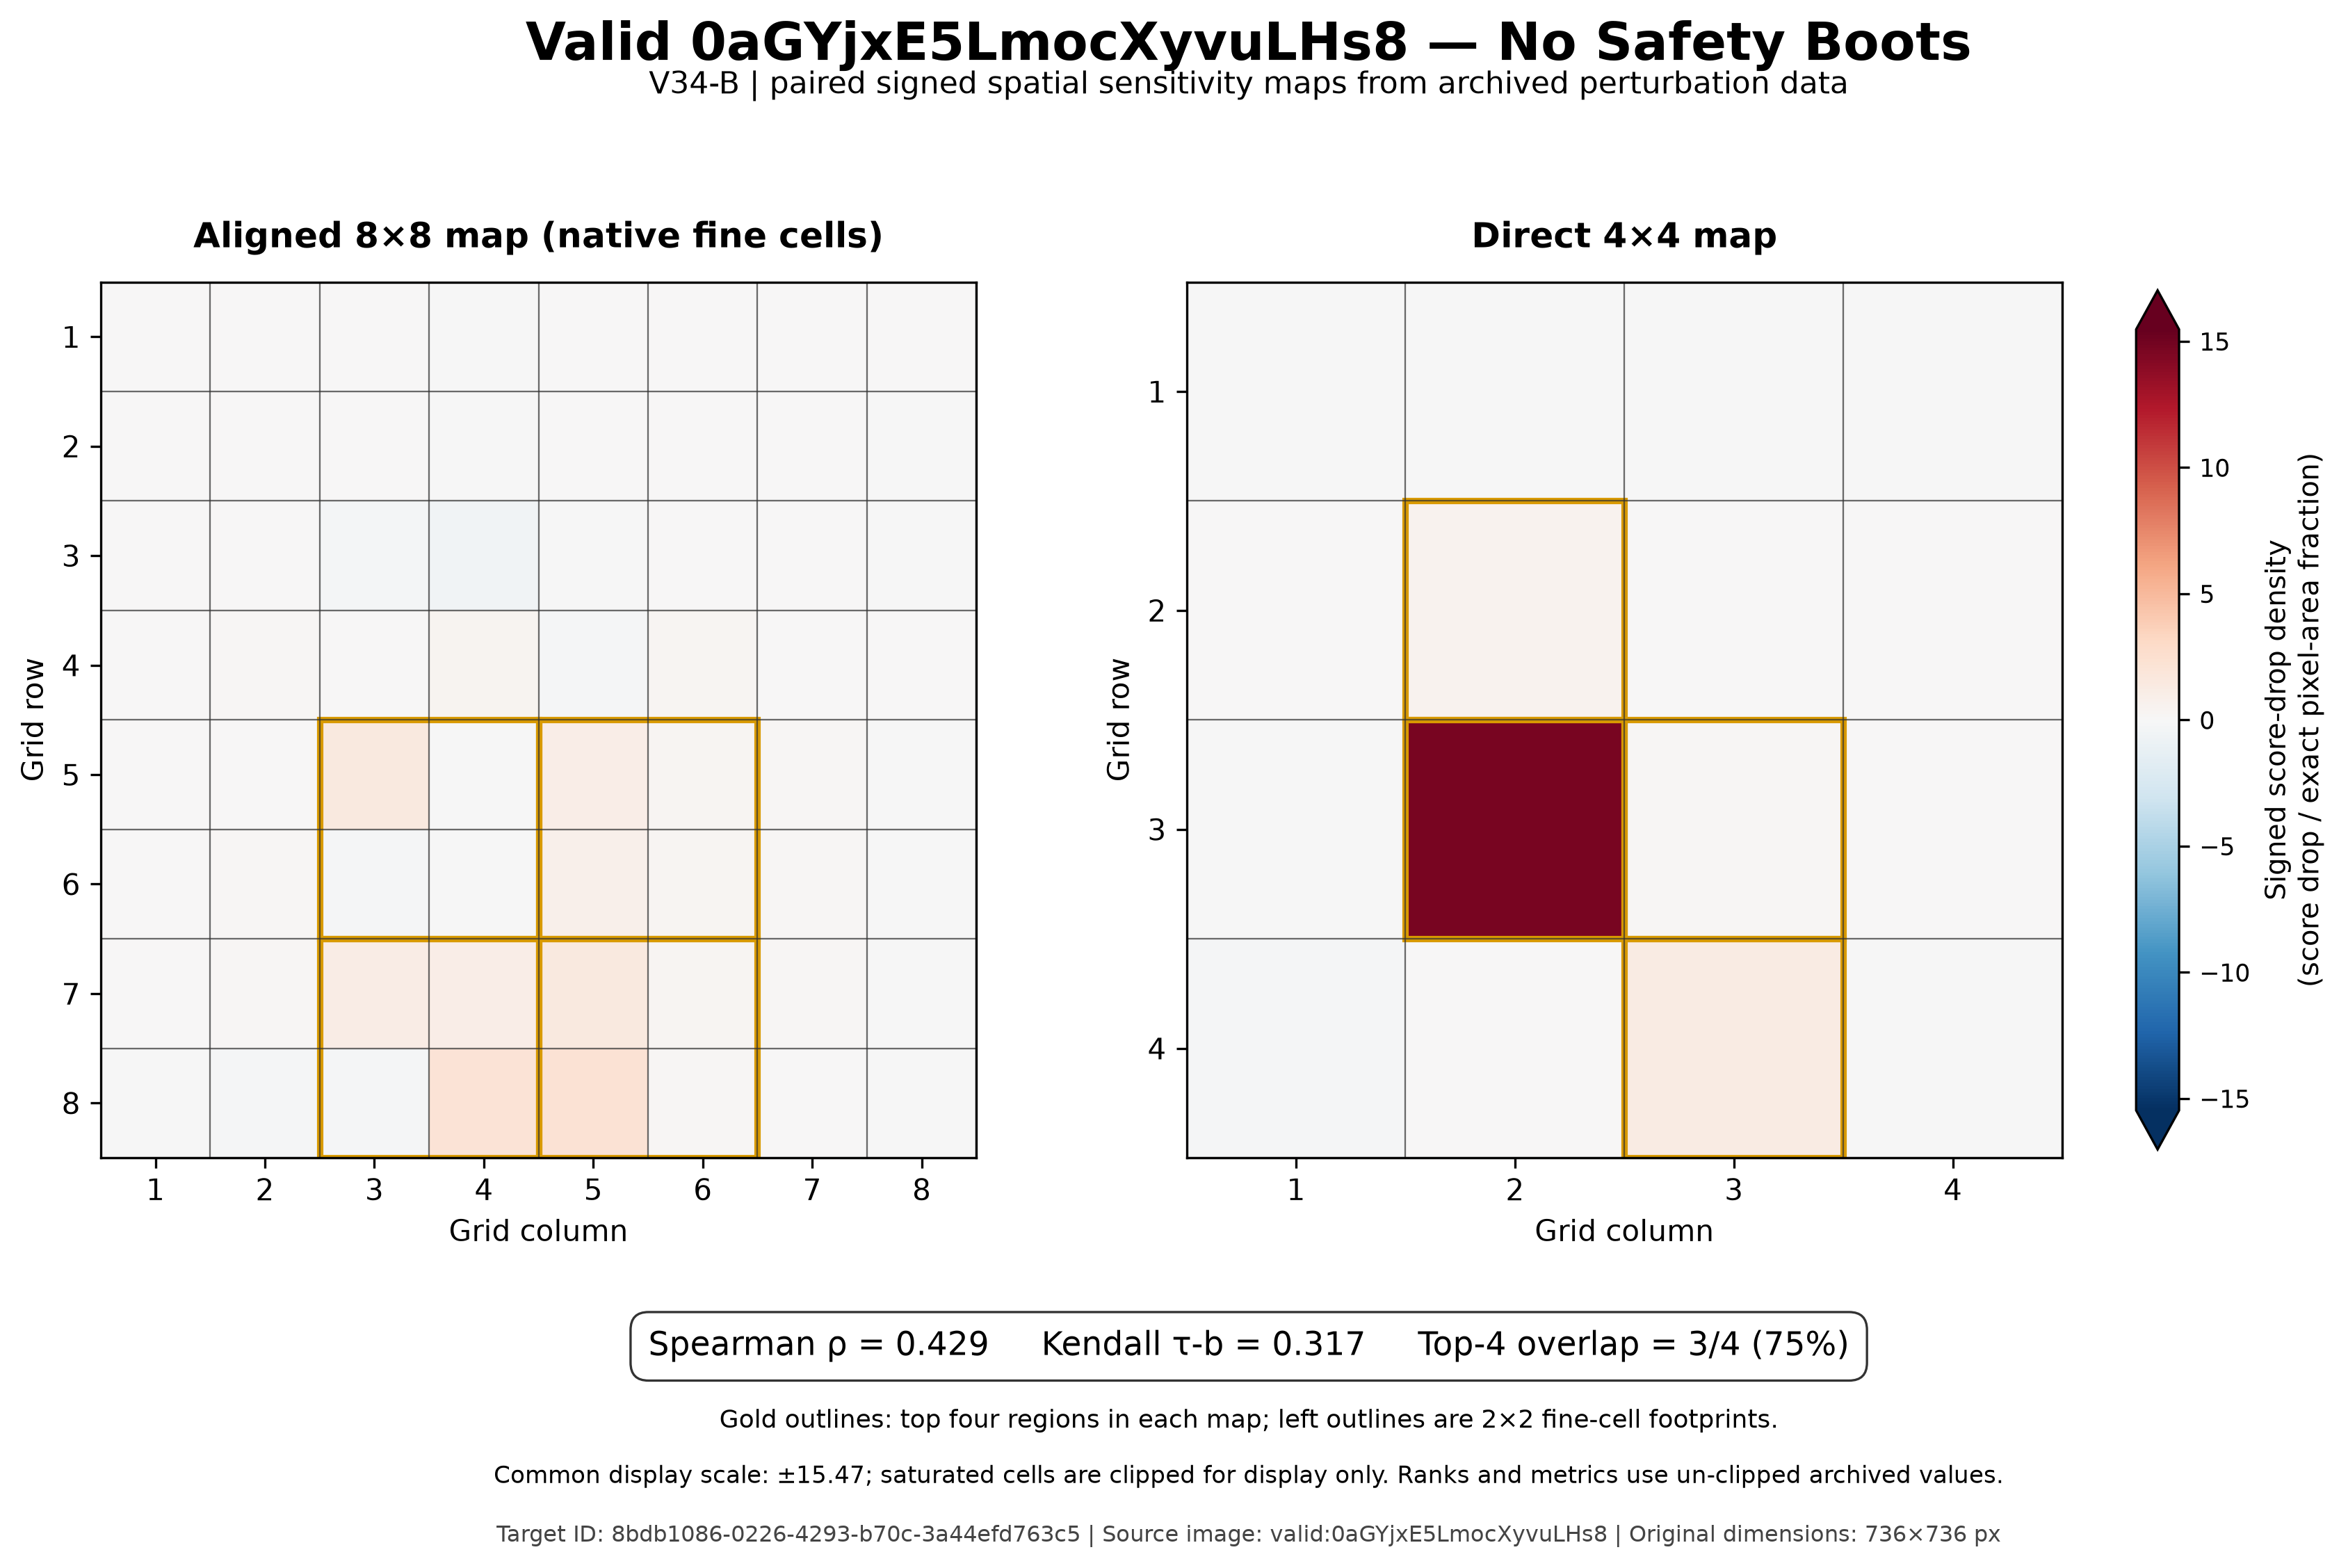 Valid 0aGYjxE5LmocXyvuLHs8 — No Safety Boots
V34-B | paired signed spatial sensitivity maps from archived perturbation data
Aligned 8×8 map (native fine cells)
1
2
3
4
5
6
7
8
Grid row
1 2 3 4 5 6 7 8
Grid column
Direct 4×4 map
1
2
3
4
Grid row
1 2 3 4
Grid column
15
10
5
0
−5
−10
−15
Signed score-drop density
(score drop / exact pixel-area fraction)
Spearman ρ = 0.429 Kendall τ-b = 0.317 Top-4 overlap = 3/4 (75%)
Gold outlines: top four regions in each map; left outlines are 2×2 fine-cell footprints.
Common display scale: ±15.47; saturated cells are clipped for display only. Ranks and metrics use un-clipped archived values.
Target ID: 8bdb1086-0226-4293-b70c-3a44efd763c5 | Source image: valid:0aGYjxE5LmocXyvuLHs8 | Original dimensions: 736×736 px